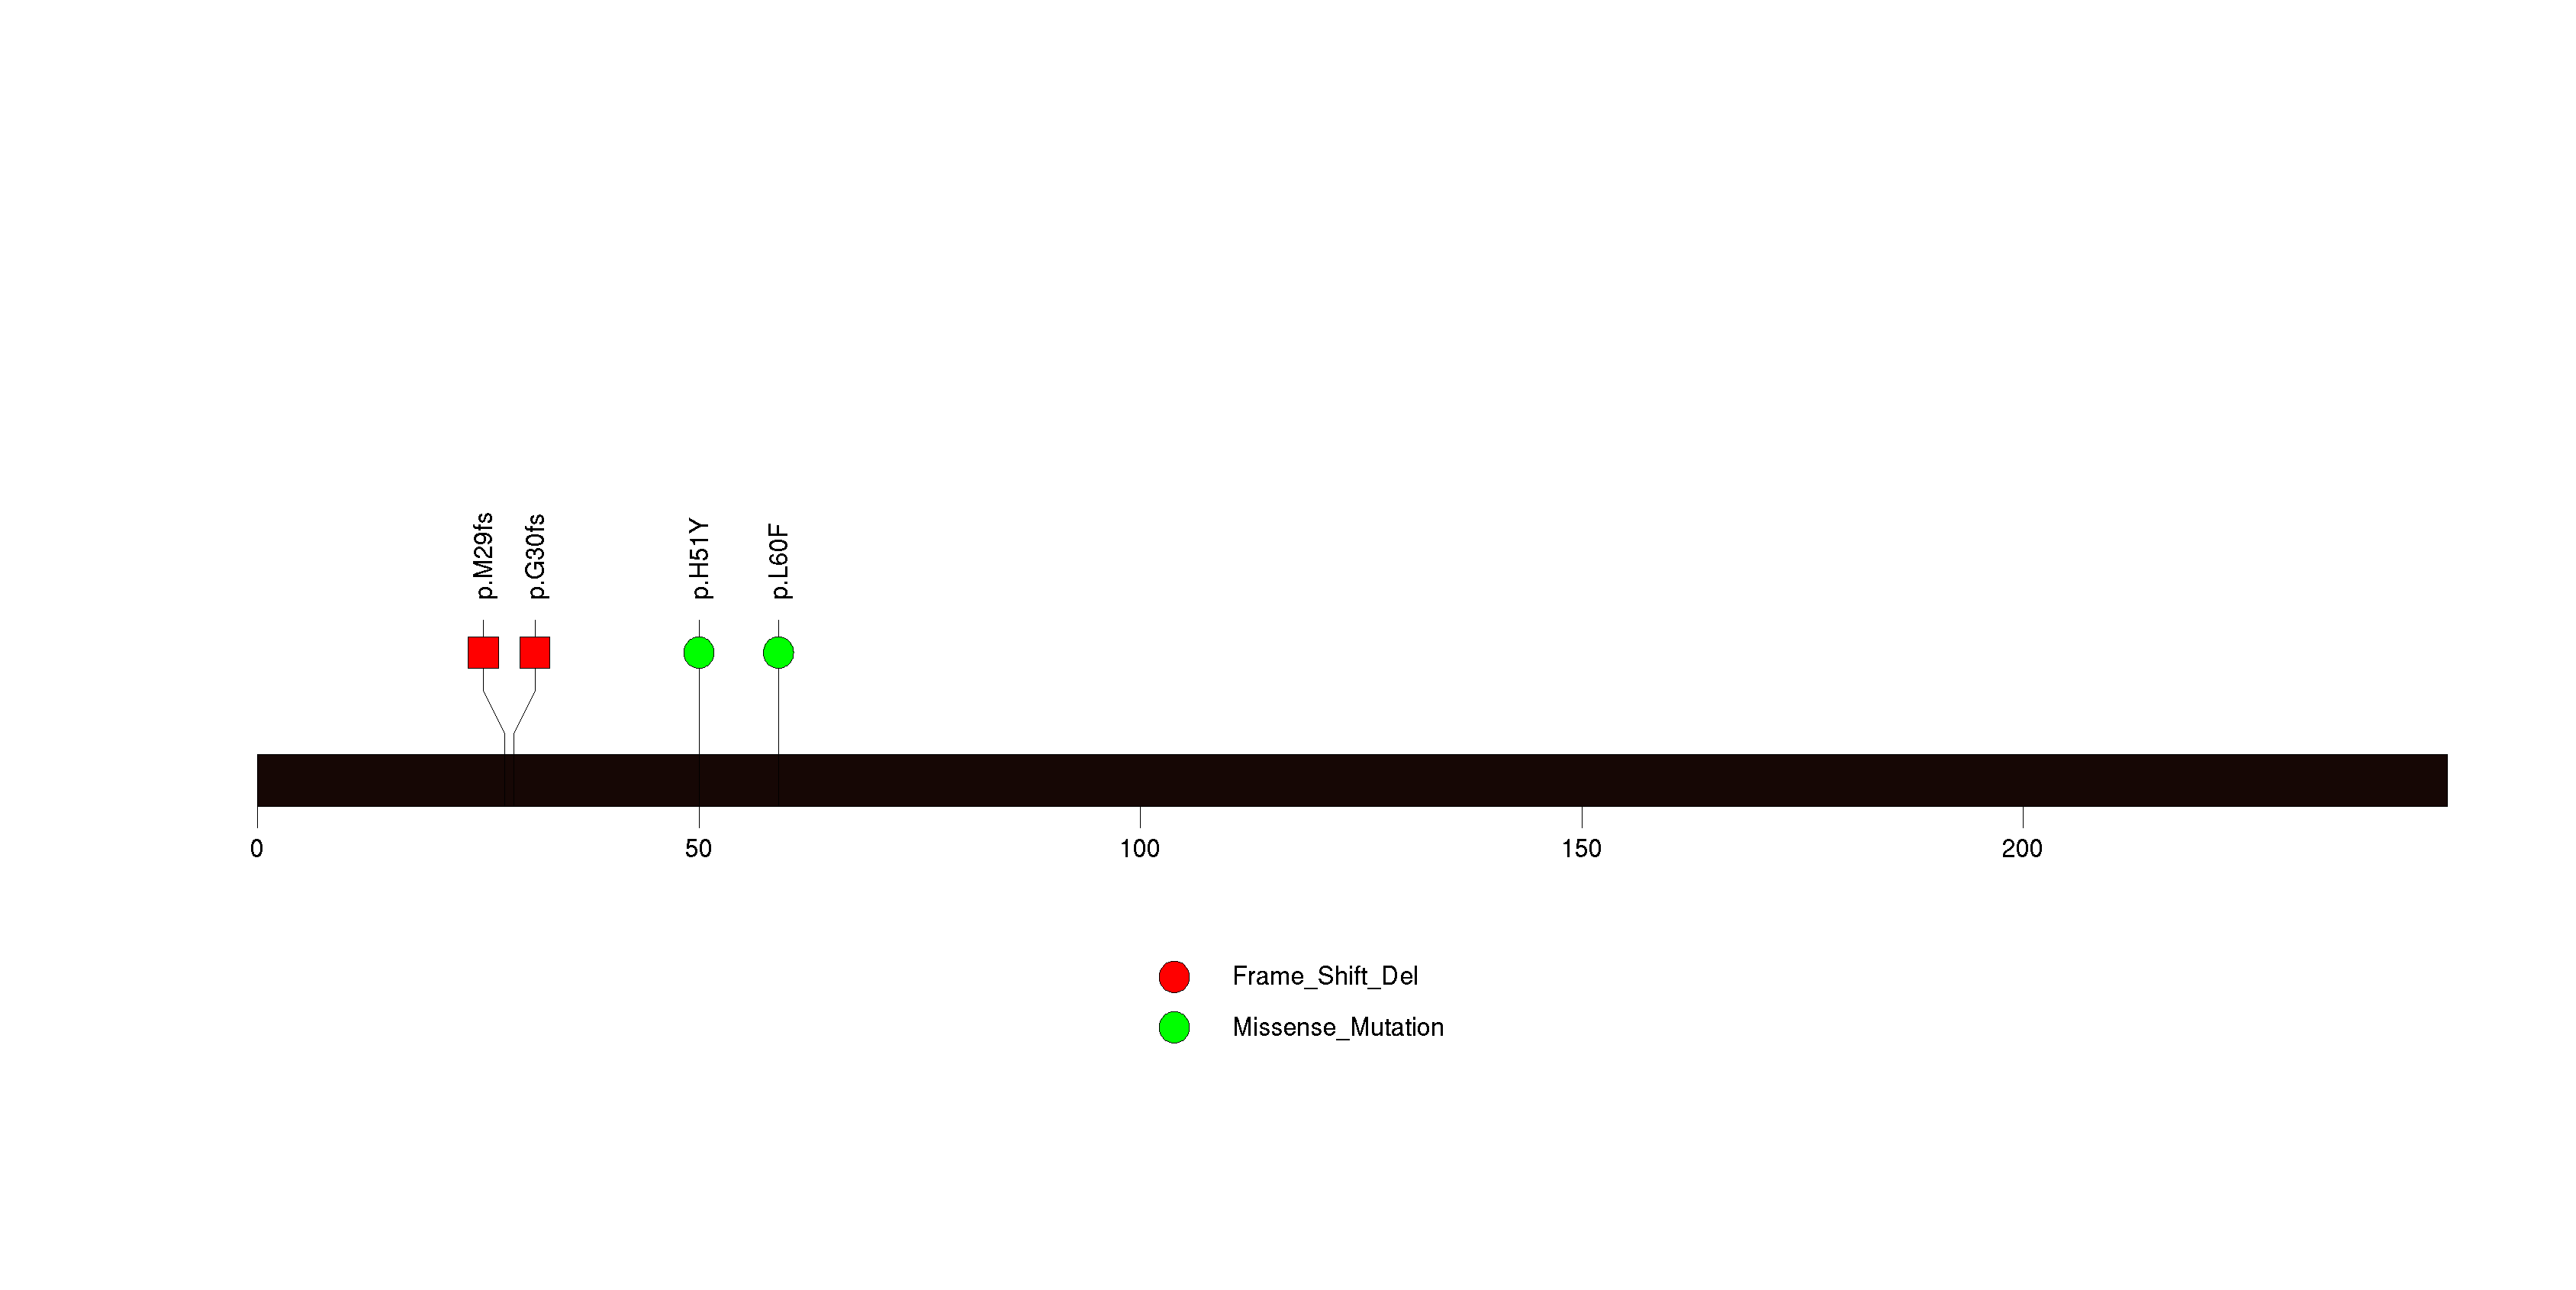 p.M29fs
p.G30fs
p.H51Y
p.L60F
0 50 100 150 200
Frame_Shift_Del
Missense_Mutation